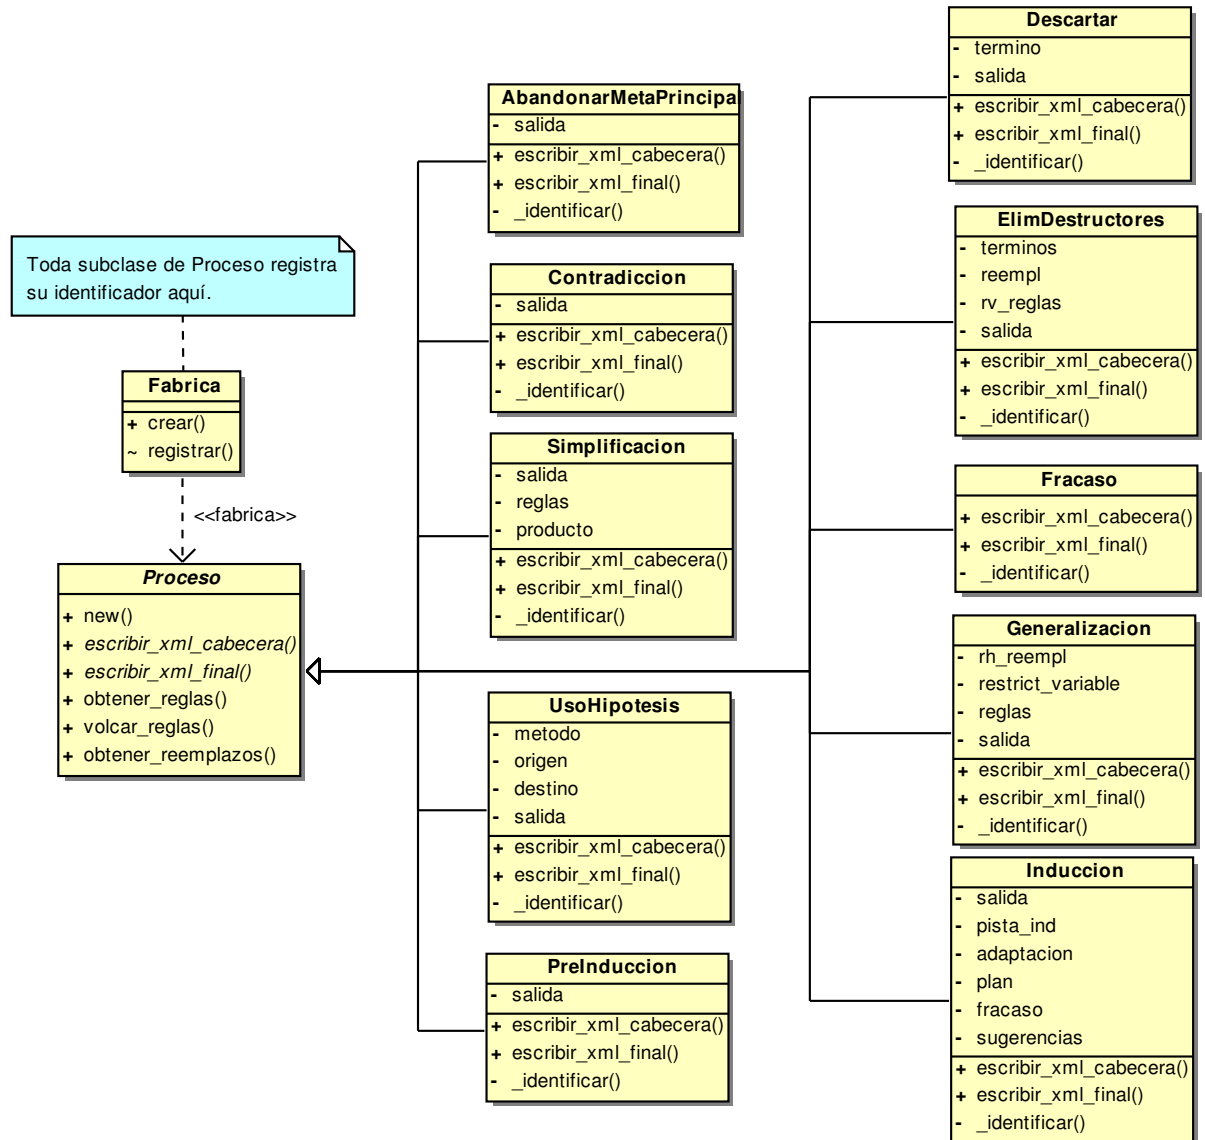 Toda subclase de Proceso registra
su identificador aquí.
Fabrica
+ crear()
~ registrar()
<<fabrica>>
Proceso
+ new()
+ escribir_xml_cabecera()
+ escribir_xml_final()
+ obtener_reglas()
+ volcar_reglas()
+ obtener_reemplazos()
AbandonarMetaPrincipal
- salida
+ escribir_xml_cabecera()
+ escribir_xml_final()
- _identificar()
Contradiccion
- salida
+ escribir_xml_cabecera()
+ escribir_xml_final()
- _identificar()
Simplificacion
- salida
- reglas
- producto
+ escribir_xml_cabecera()
+ escribir_xml_final()
- _identificar()
UsoHipotesis
- metodo
- origen
- destino
- salida
+ escribir_xml_cabecera()
+ escribir_xml_final()
- _identificar()
PreInduccion
- salida
+ escribir_xml_cabecera()
+ escribir_xml_final()
- _identificar()
Descartar
- termino
- salida
+ escribir_xml_cabecera()
+ escribir_xml_final()
- _identificar()
ElimDestructores
- terminos
- reempl
- rv_reglas
- salida
+ escribir_xml_cabecera()
+ escribir_xml_final()
- _identificar()
Fracaso
+ escribir_xml_cabecera()
+ escribir_xml_final()
- _identificar()
Generalizacion
- rh_reempl
- restrict_variable
- reglas
- salida
+ escribir_xml_cabecera()
+ escribir_xml_final()
- _identificar()
Induccion
- salida
- pista_ind
- adaptacion
- plan
- fracaso
- sugerencias
+ escribir_xml_cabecera()
+ escribir_xml_final()
- _identificar()